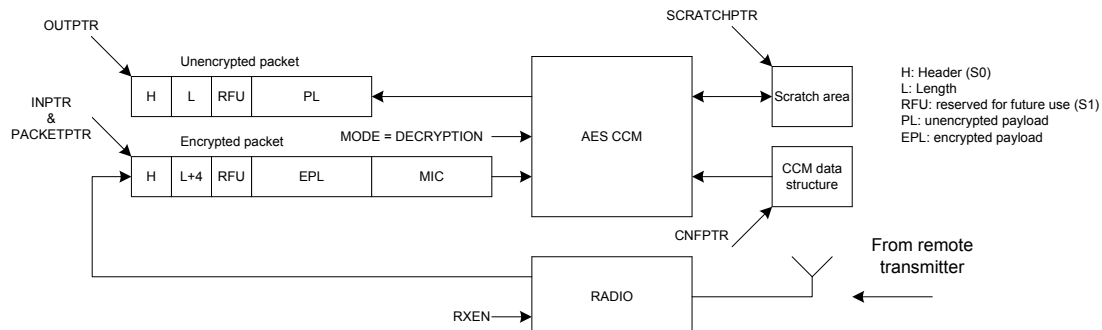 OUTPTR
SCRATCHPTR
Unencrypted packet
H L RFU PL
INPTR
&
PACKETPTR
MODE = DECRYPTION
AES CCM
Scratch area
H: Header (S0)
L: Length
RFU: reserved for future use (S1)
PL: unencrypted payload
EPL: encrypted payload
Encrypted packet
H L+4 RFU EPL MIC
CCM data
structure
CNFPTR
From remote
transmitter
RADIO
RXEN